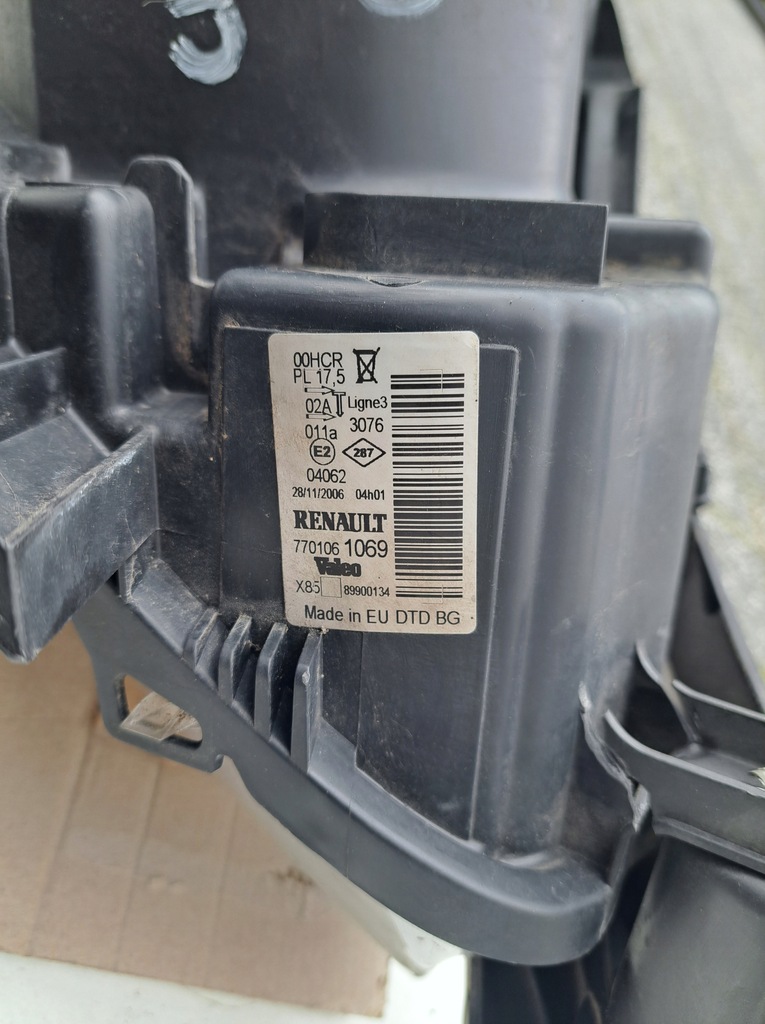 00HCR
PL 17,5
02A Ligne3
3076
011a
E2 287
04062
28/11/2006 04h01
RENAULT
770106 1069
Valeo
X85 89900134
Made in EU DTD BG